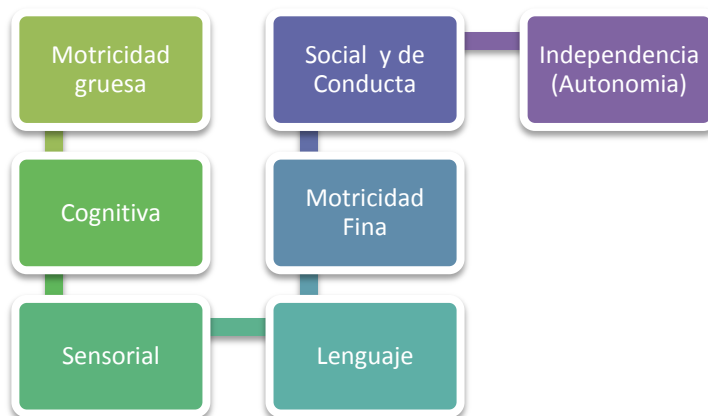 Motricidad
gruesa
Cognitiva
Sensorial
Lenguaje
Motricidad
Fina
Social y de
Conducta
Independencia
(Autonomia)